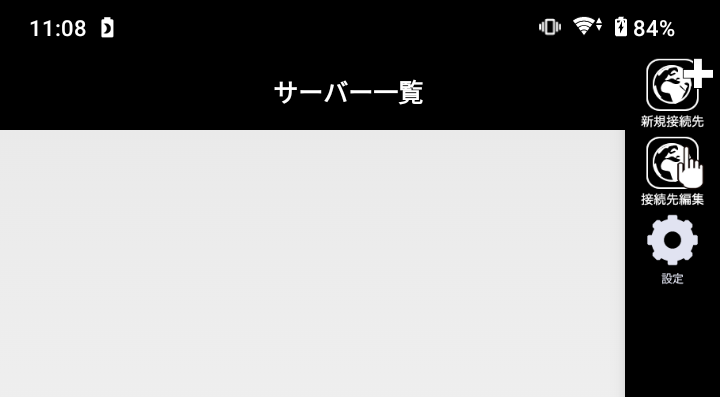 11:08 84%
サーバー一覧
新規接続先
接続先編集
設定